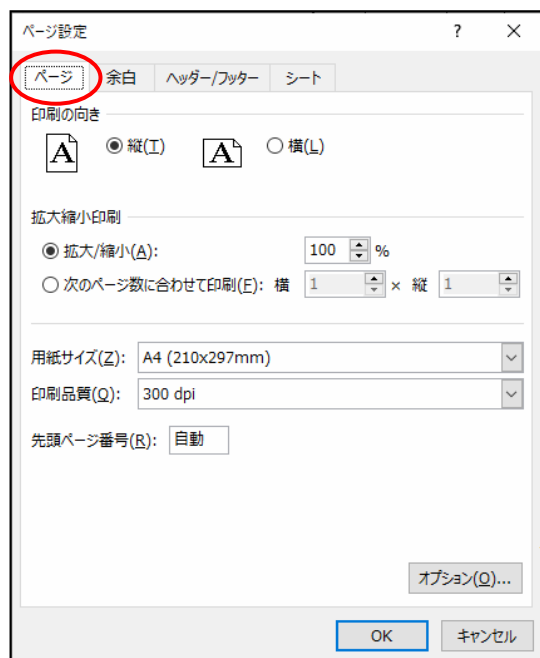 ページ設定 ? ×
ページ 余白 ヘッダー/フッター シート
印刷の向き
A 縦(T) A 横(L)
拡大縮小印刷
拡大/縮小(A): 100 %
次のページ数に合わせて印刷(F): 横 1 × 縦 1
用紙サイズ(Z): A4 (210x297mm)
印刷品質(Q): 300 dpi
先頭ページ番号(R): 自動
オプション(O)...
OK キャンセル